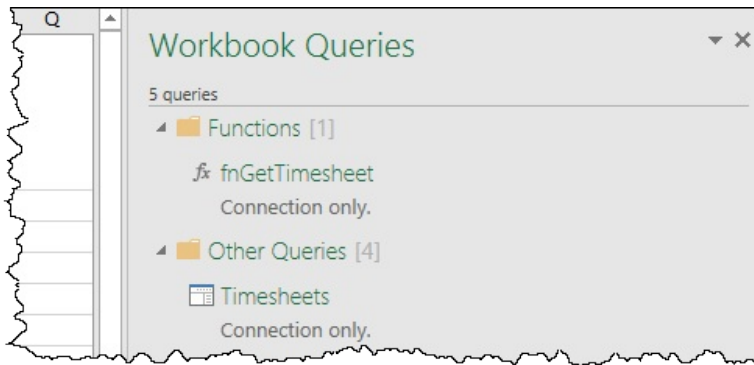 Q
Workbook Queries
5 queries
Functions [1]
fx fnGetTimesheet
Connection only.
Other Queries [4]
Timesheets
Connection only.